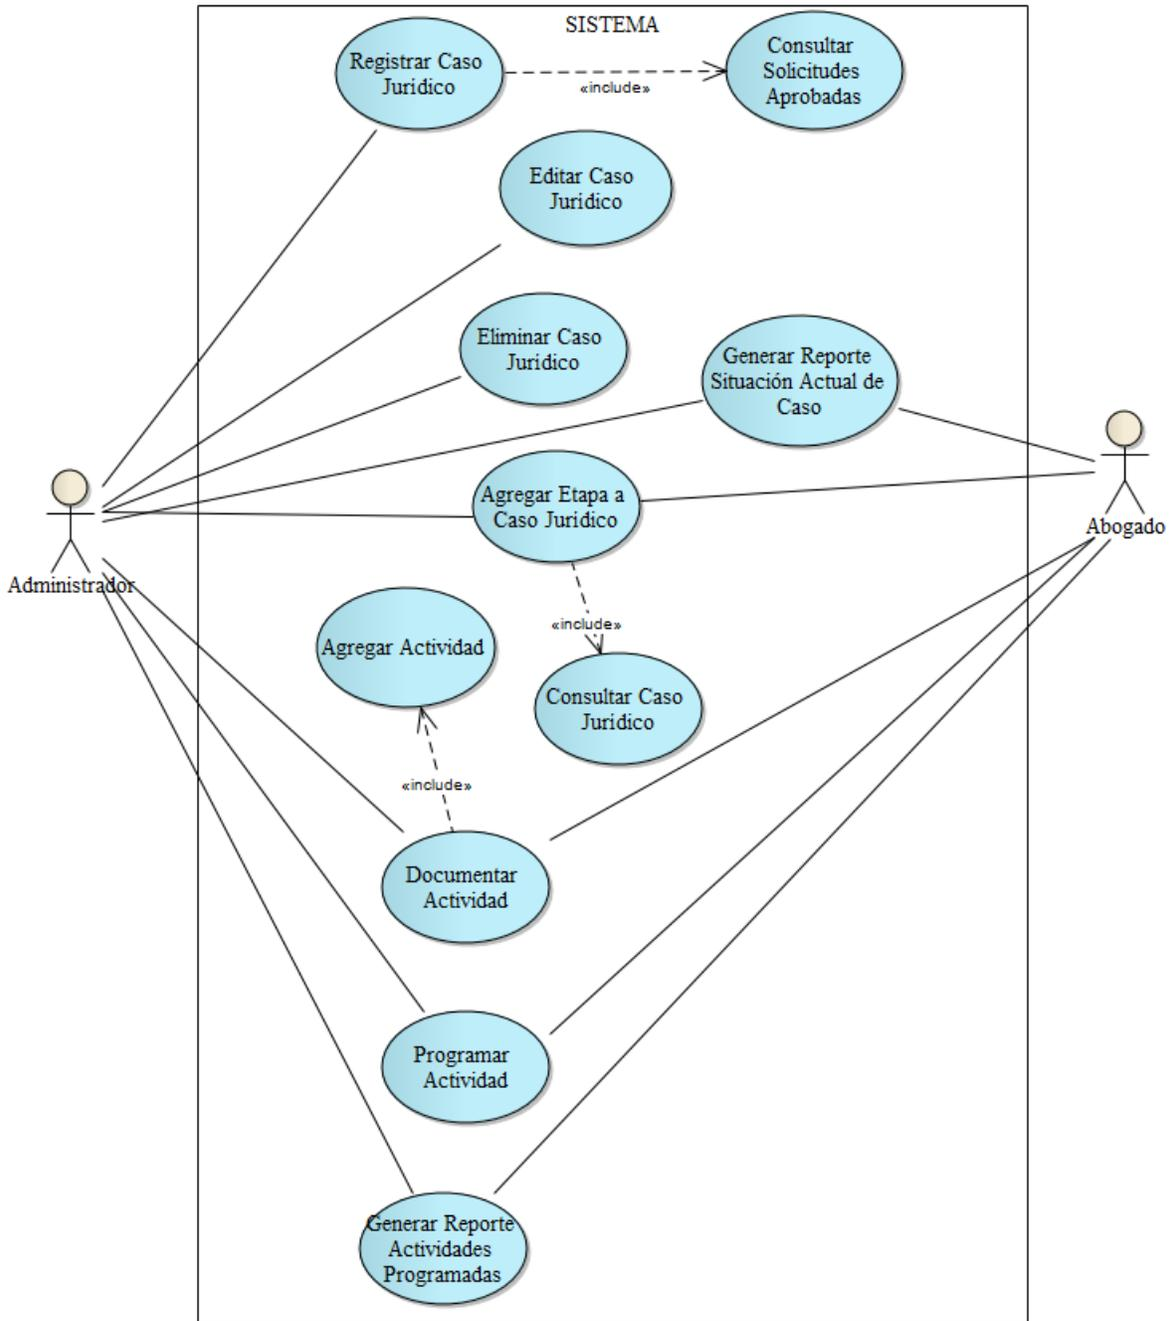 SISTEMA
Registrar Caso
Jurídico
«include»
Consultar
Solicitudes
Aprobadas
Editar Caso
Jurídico
Eliminar Caso
Jurídico
Generar Reporte
Situación Actual de
Caso
Agregar Etapa a
Caso Jurídico
Abogado
Administrador
«include»
Agregar Actividad
Consultar Caso
Jurídico
«include»
Documentar
Actividad
Programar
Actividad
Generar Reporte
Actividades
Programadas